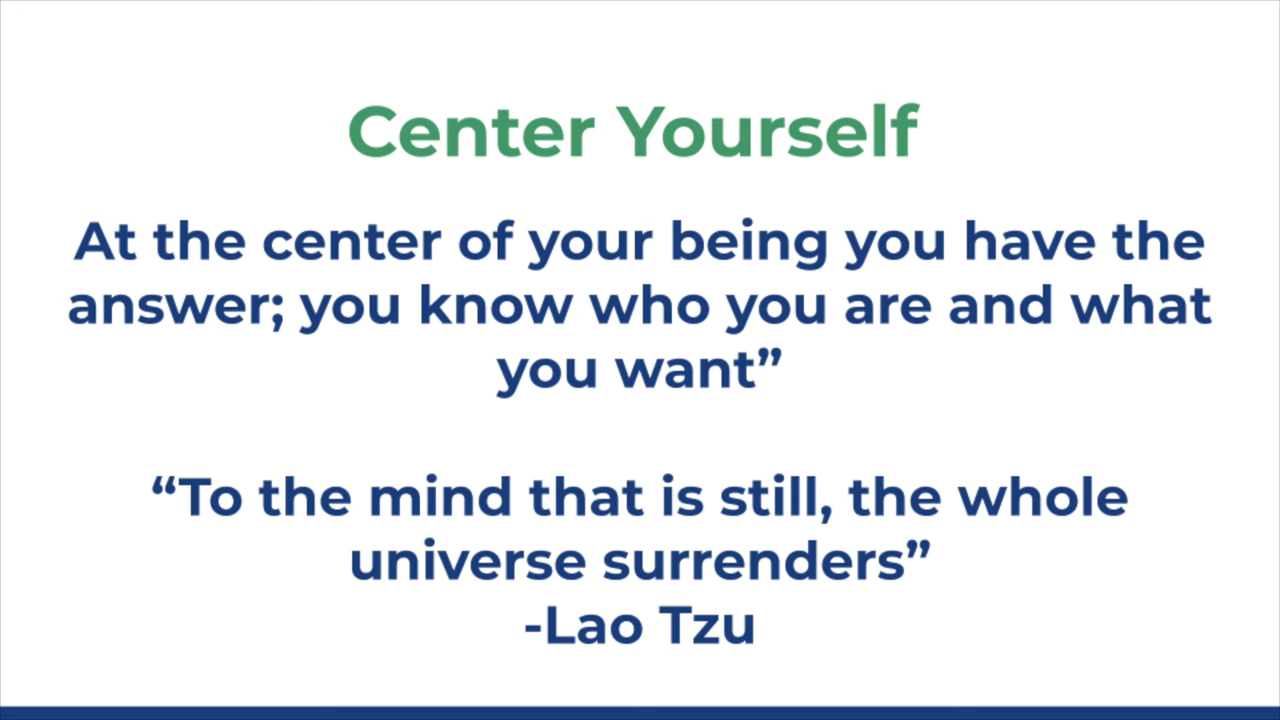 Center Yourself
At the center of your being you have the
answer; you know who you are and what
you want”
“To the mind that is still, the whole
universe surrenders”
-Lao Tzu